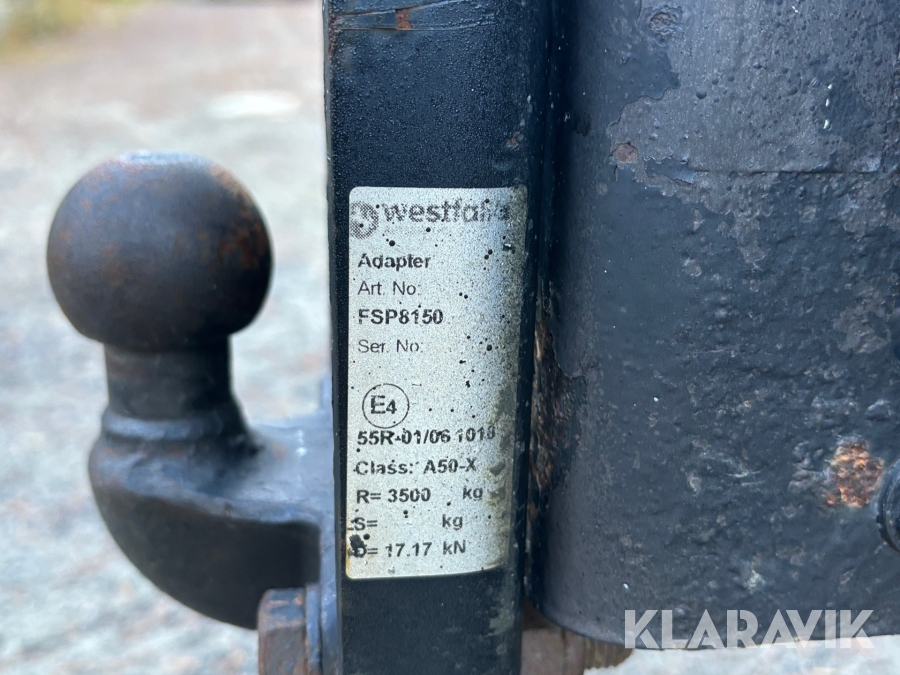 westfalia
Adapter
Art. No:
FSP8150
Ser. No:
E4
55R-01/06 1018
Class: A50-X
R= 3500 kg
S= kg
D= 17.17 kN
KLARAVIK